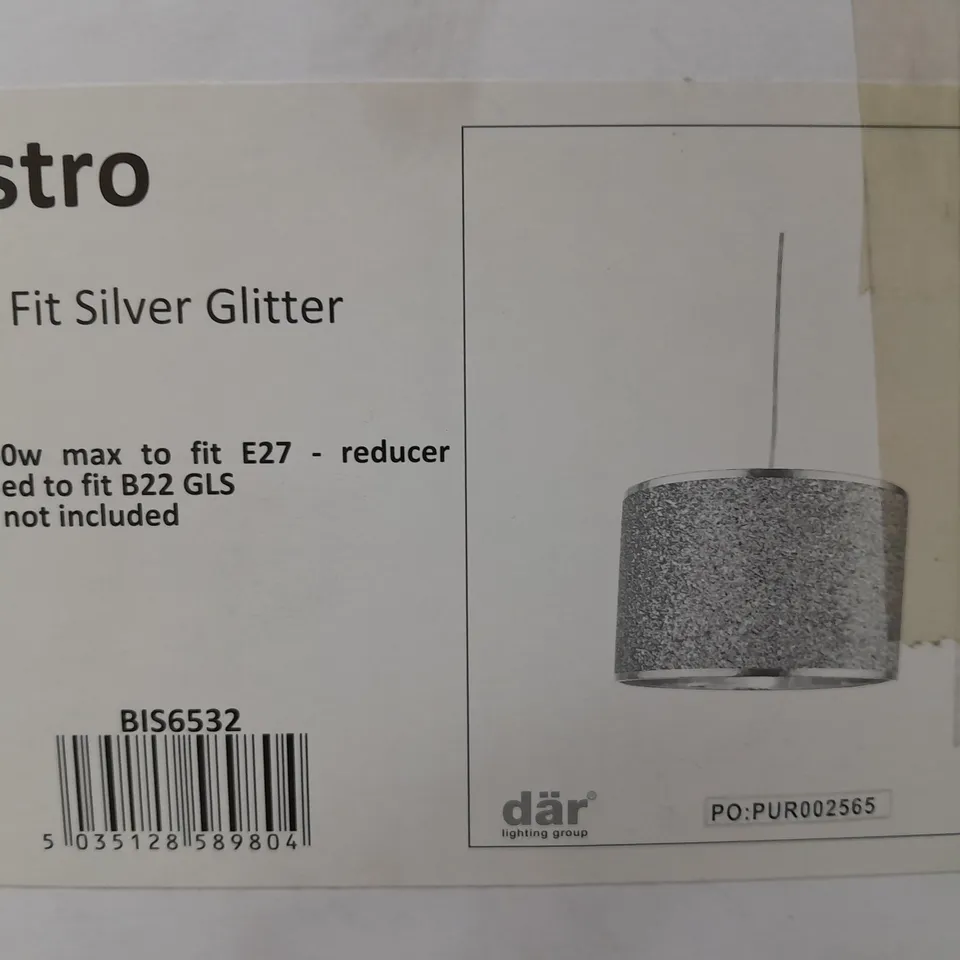 stro
Fit Silver Glitter
0w max to fit E27 - reducer
ed to fit B22 GLS
not included
BIS6532
5 035128 589804
där®
lighting group
PO:PUR002565